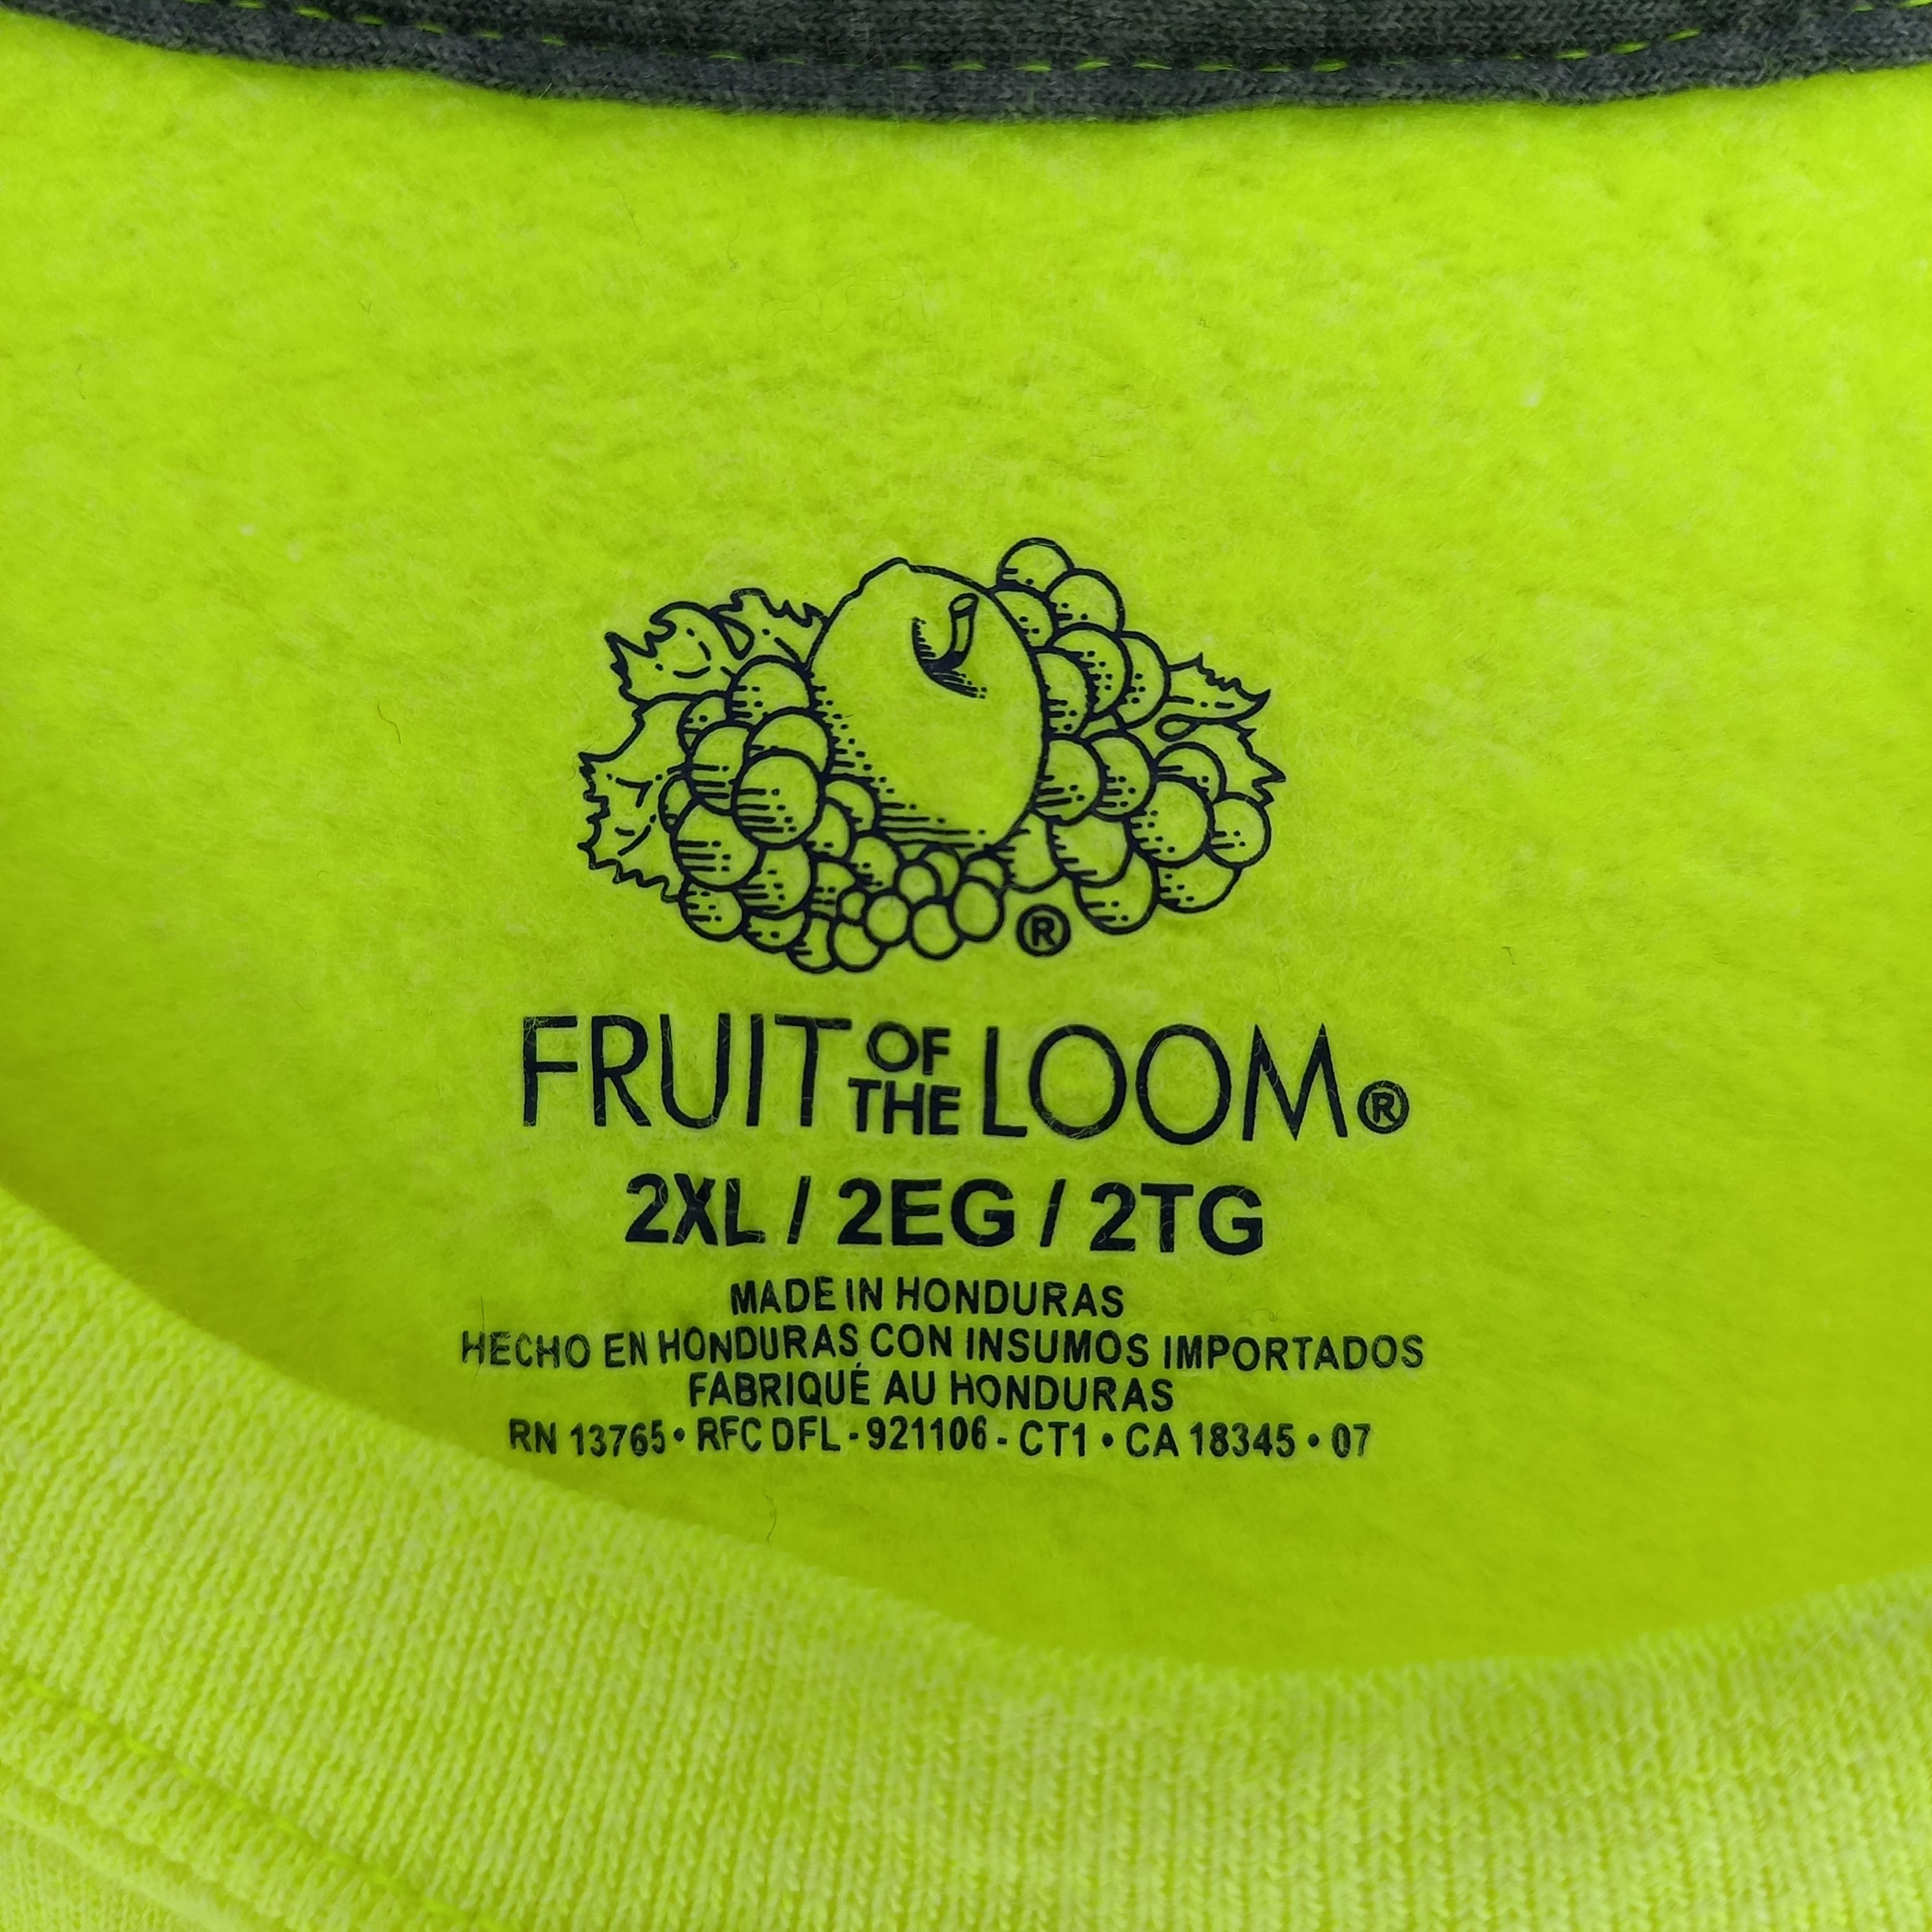 ®
FRUIT OF THE LOOM®
2XL / 2EG / 2TG
MADE IN HONDURAS
HECHO EN HONDURAS CON INSUMOS IMPORTADOS
FABRIQUÉ AU HONDURAS
RN 13765 • RFC DFL - 921106 - CT1 • CA 18345 • 07